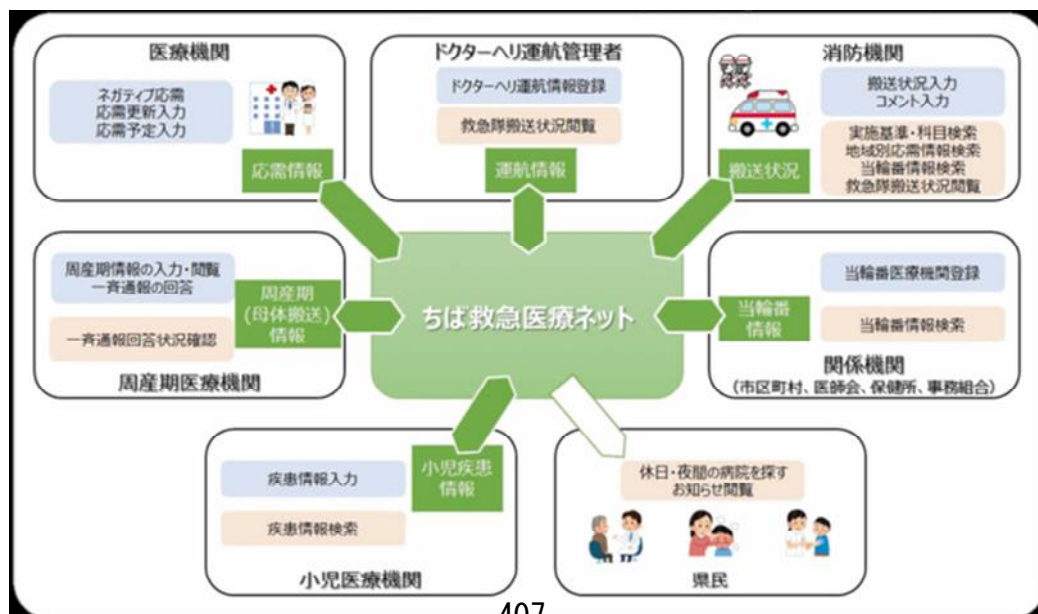 医療機関
ネガティブ応需
応需更新入力
応需予定入力
応需情報
ドクターヘリ運航管理者
ドクターヘリ運航情報登録
救急隊搬送状況閲覧
運航情報
消防機関
搬送状況入力
コメント入力
実施基準・科目検索
地域別応需情報検索
当輪番情報検索
救急隊搬送状況閲覧
搬送状況
周産期情報の入力・閲覧
一斉通報の回答
一斉通報回答状況確認
周産期
(母体搬送)
情報
周産期医療機関
ちば救急医療ネット
当輪番
情報
当輪番医療機関登録
当輪番情報検索
関係機関
(市区町村、医師会、保健所、事務組合)
疾患情報入力
疾患情報検索
小児疾患
情報
小児医療機関
休日・夜間の病院を探す
お知らせ閲覧
県民
407